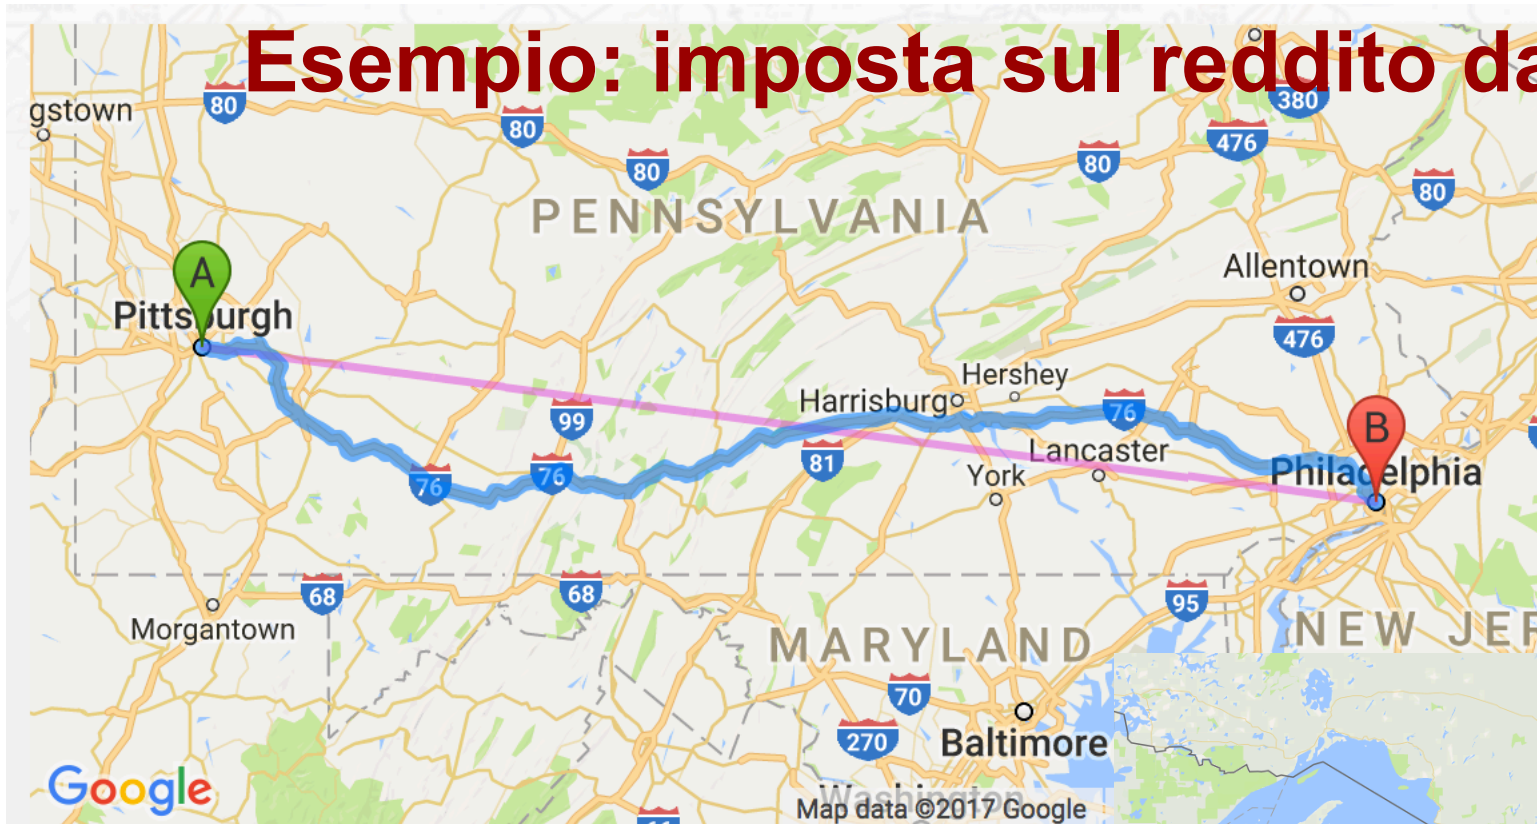 Esempio: imposta sul reddito da
380
gstown
80
80
476
80
80
80
PENNSYLVANIA
A
Allentown
Pittsburgh
476
Hershey
Harrisburg
76
99
B
81
Lancaster
76
76
York
Philadelphia
68
68
95
Morgantown
NEW JER
MARYLAND
70
270
Baltimore
Google
Washington
Map data ©2017 Google